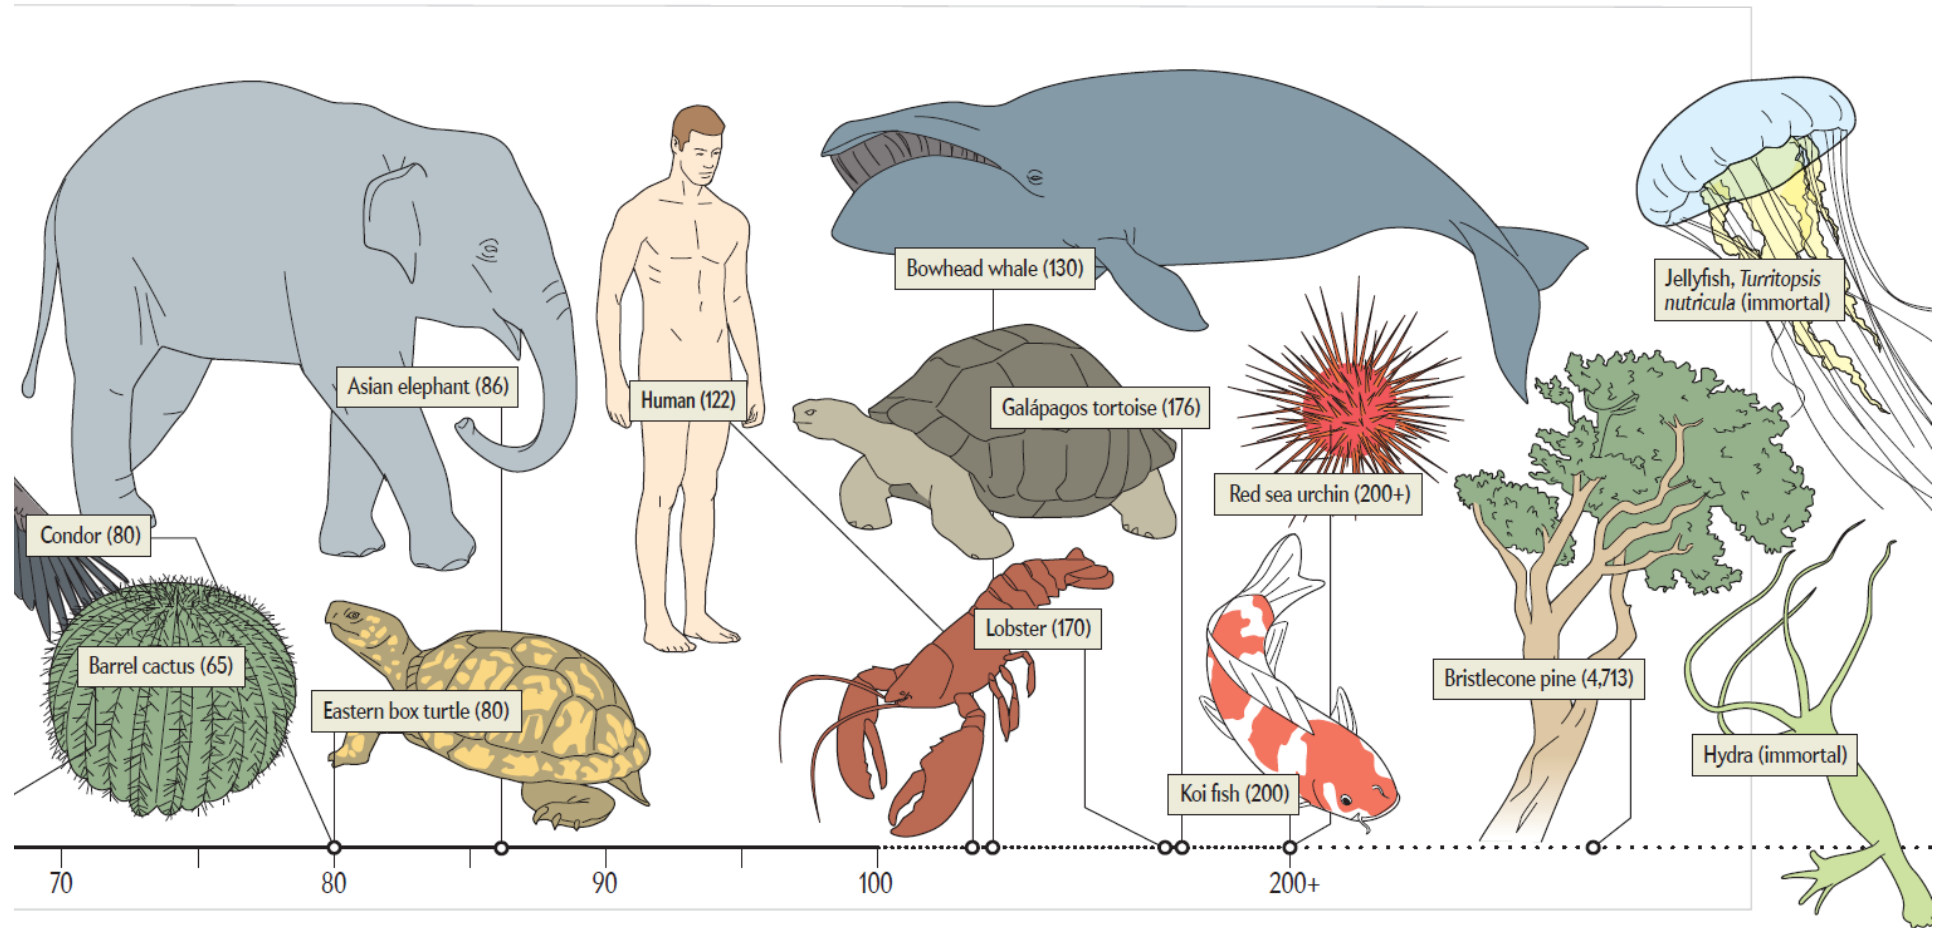 Bowhead whale (130)
Jellyfish, Turritopsis
nutricula (immortal)
Asian elephant (86)
Human (122)
Galápagos tortoise (176)
Red sea urchin (200+)
Condor (80)
Lobster (170)
Barrel cactus (65)
Bristlecone pine (4,713)
Eastern box turtle (80)
Hydra (immortal)
Koi fish (200)
70
80
90
100
200+